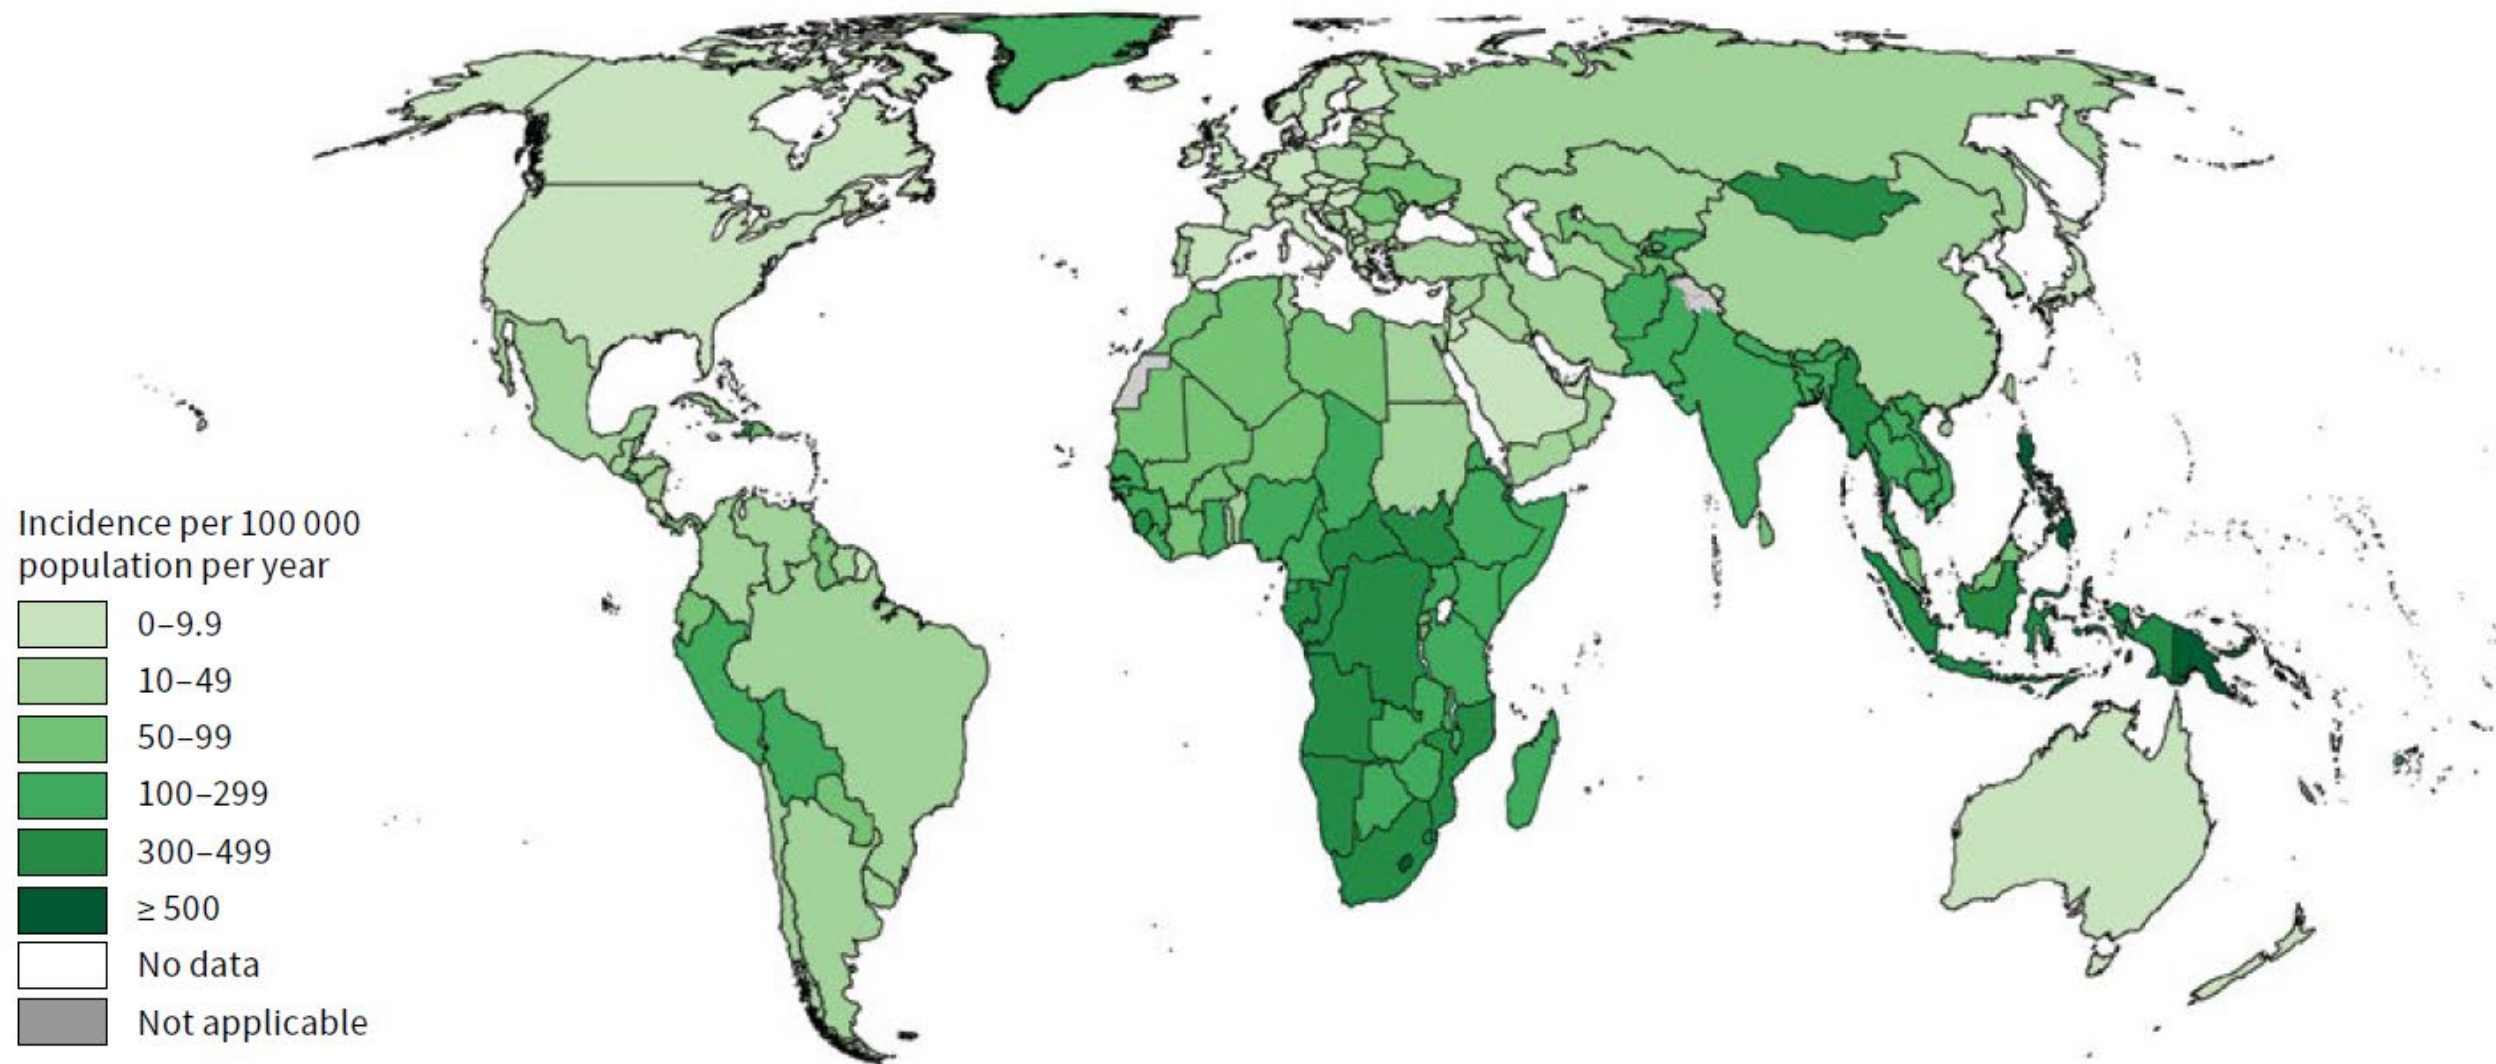 Incidence per 100 000
population per year
0–9.9
10–49
50–99
100–299
300–499
≥ 500
No data
Not applicable